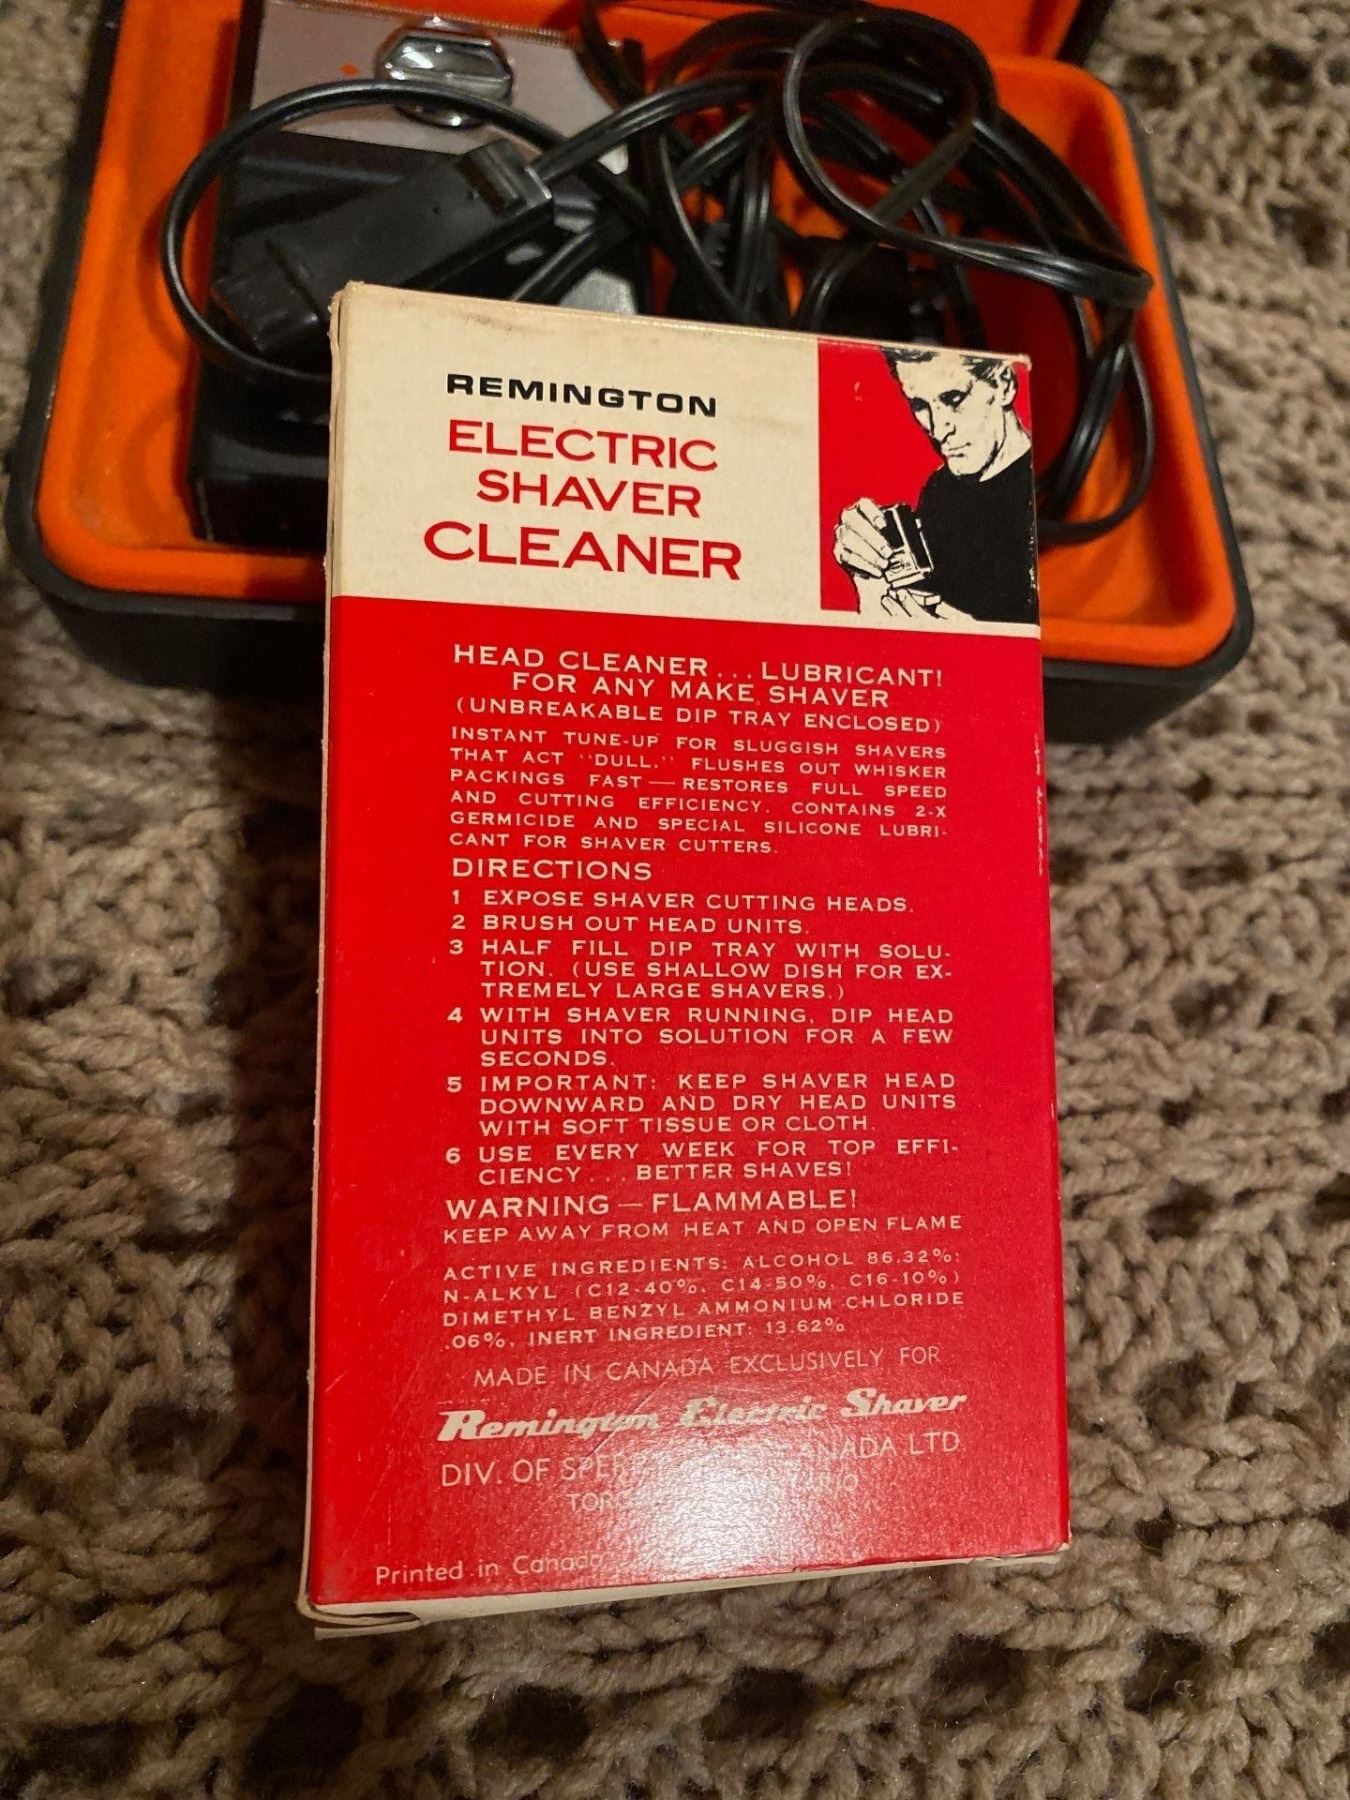 REMINGTON
ELECTRIC
SHAVER
CLEANER
HEAD CLEANER...LUBRICANT!
FOR ANY MAKE SHAVER
(UNBREAKABLE DIP TRAY ENCLOSED)
INSTANT TUNE-UP FOR SLUGGISH SHAVERS
THAT ACT "DULL." FLUSHES OUT WHISKER
PACKINGS FAST — RESTORES FULL SPEED
AND CUTTING EFFICIENCY. CONTAINS 2-X
GERMICIDE AND SPECIAL SILICONE LUBRI-
CANT FOR SHAVER CUTTERS.
DIRECTIONS
1 EXPOSE SHAVER CUTTING HEADS.
2 BRUSH OUT HEAD UNITS.
3 HALF FILL DIP TRAY WITH SOLU-
TION. (USE SHALLOW DISH FOR EX-
TREMELY LARGE SHAVERS.)
4 WITH SHAVER RUNNING, DIP HEAD
UNITS INTO SOLUTION FOR A FEW
SECONDS.
5 IMPORTANT: KEEP SHAVER HEAD
DOWNWARD AND DRY HEAD UNITS
WITH SOFT TISSUE OR CLOTH.
6 USE EVERY WEEK FOR TOP EFFI-
CIENCY... BETTER SHAVES!
WARNING — FLAMMABLE!
KEEP AWAY FROM HEAT AND OPEN FLAME
ACTIVE INGREDIENTS: ALCOHOL 86.32%;
N-ALKYL (C12-40%, C14-50%, C16-10%)
DIMETHYL BENZYL AMMONIUM CHLORIDE
.06%, INERT INGREDIENT: 13.62%
MADE IN CANADA EXCLUSIVELY FOR
Remington Electric Shaver
DIV. OF CANADA LTD.
Printed in Canada